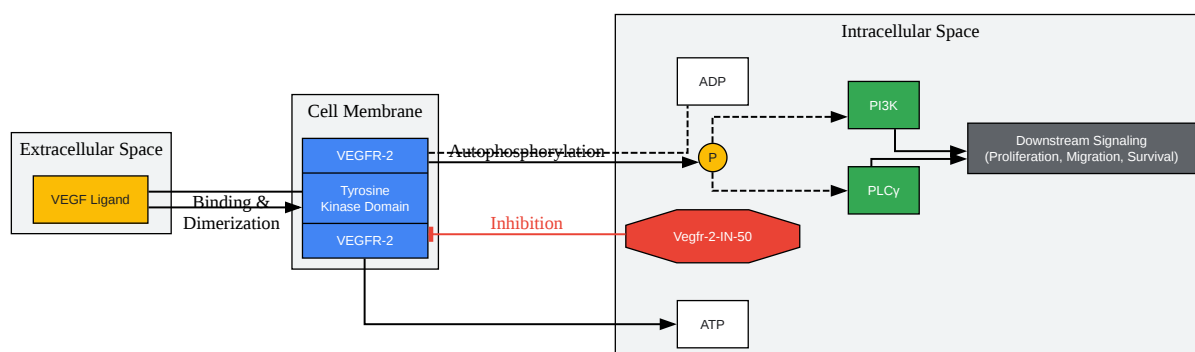 Extracellular Space
VEGF Ligand
Binding &
Dimerization
Cell Membrane
VEGFR-2
Tyrosine
Kinase Domain
VEGFR-2
Autophosphorylation
Inhibition
Intracellular Space
ADP
P
Vegfr-2-IN-50
ATP
PI3K
PLCγ
Downstream Signaling
(Proliferation, Migration, Survival)